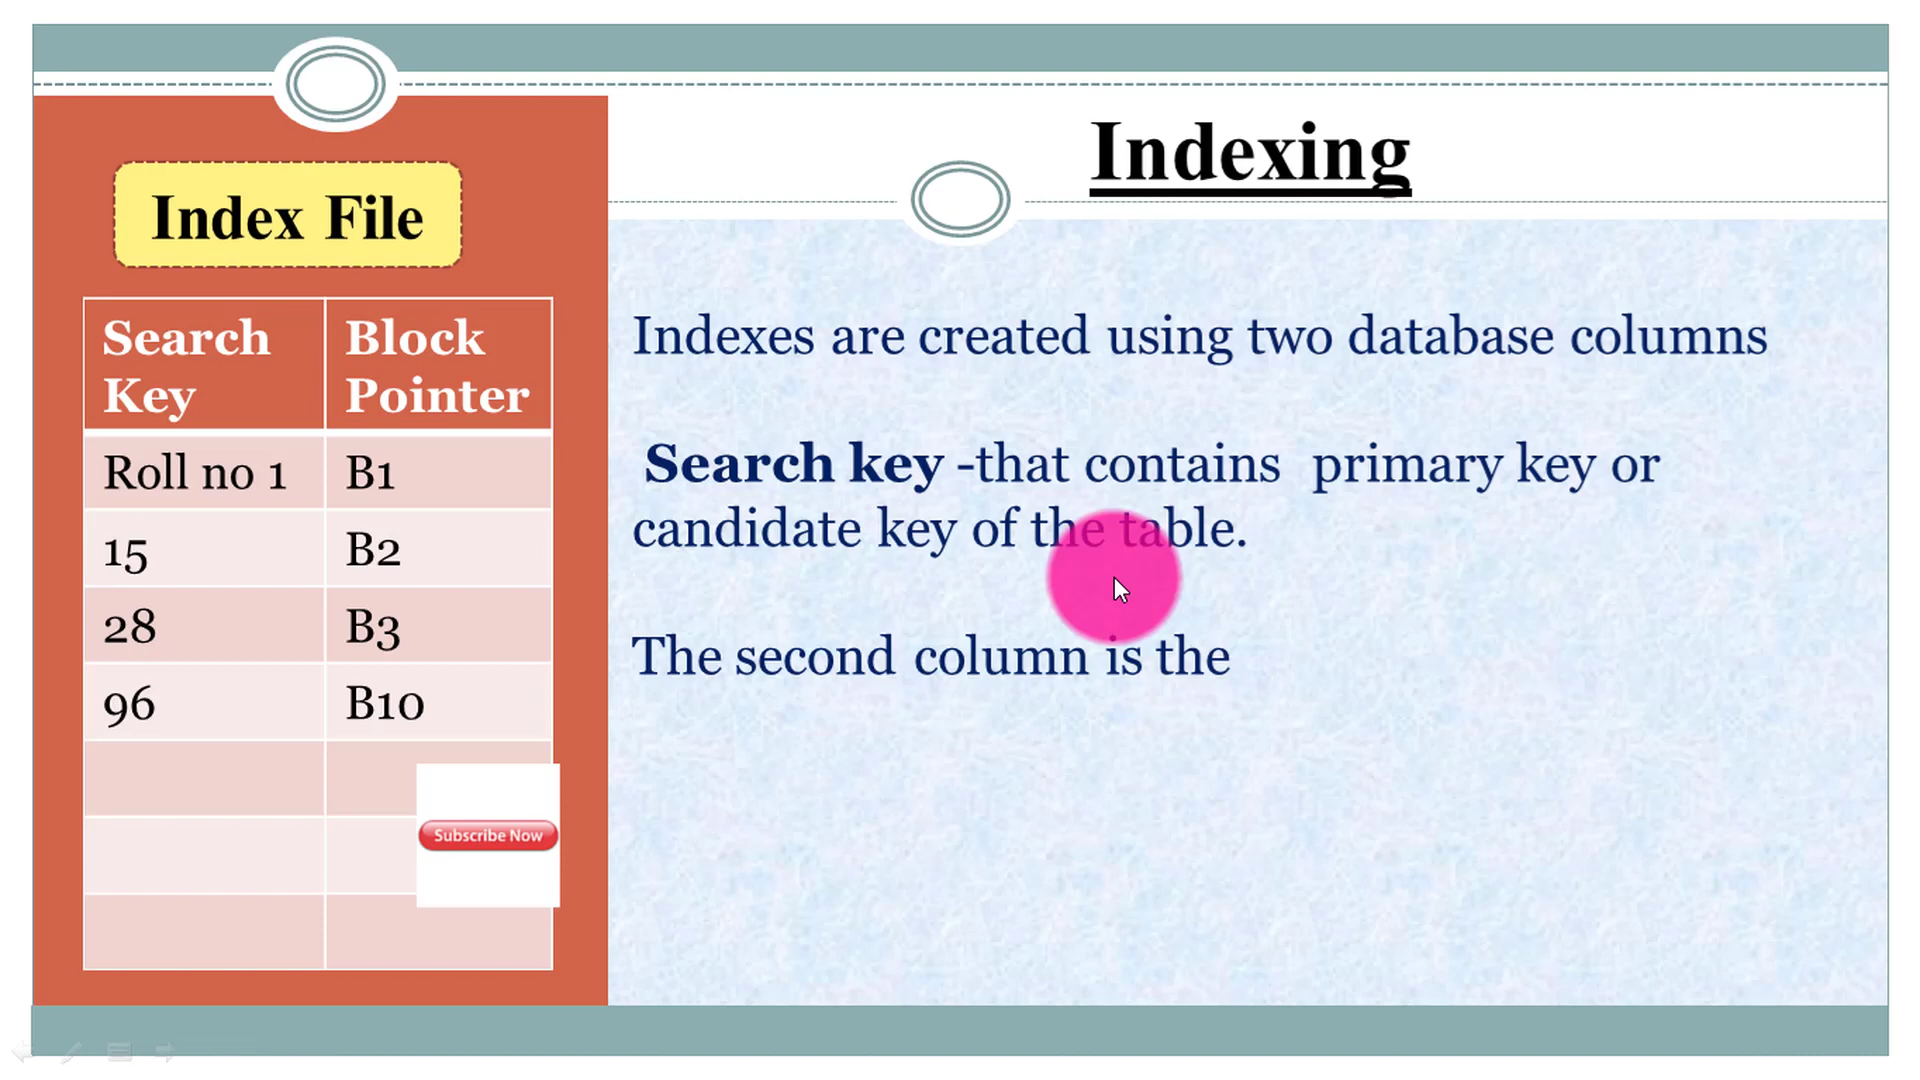 Indexing
Index File
Search Key
Block Pointer
Roll no 1
B1
15
B2
28
B3
96
B10
Subscribe Now
Indexes are created using two database columns
Search key -that contains primary key or
candidate key of the table.
The second column is the